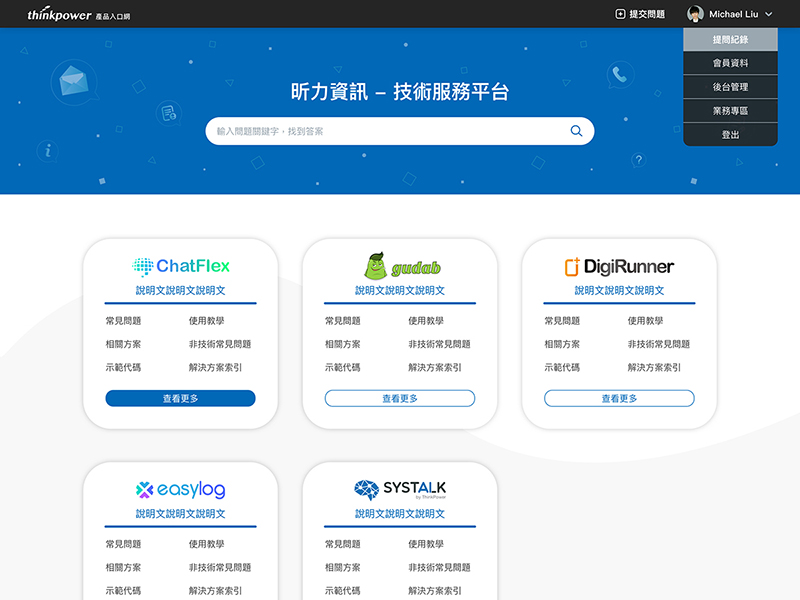 thinkpower 產品入口網
提交問題
Michael Liu
提問紀錄
會員資料
後台管理
業務專區
登出
昕力資訊 – 技術服務平台
輸入問題關鍵字，找到答案
ChatFlex
說明文說明文說明文
常見問題 使用教學
相關方案 非技術常見問題
示範代碼 解決方案索引
查看更多
gudab
說明文說明文說明文
常見問題 使用教學
相關方案 非技術常見問題
示範代碼 解決方案索引
查看更多
DigiRunner
說明文說明文說明文
常見問題 使用教學
相關方案 非技術常見問題
示範代碼 解決方案索引
查看更多
easylog
說明文說明文說明文
常見問題 使用教學
相關方案 非技術常見問題
示範代碼 解決方案索引
SYSTALK
by ThinkPower
說明文說明文說明文
常見問題 使用教學
相關方案 非技術常見問題
示範代碼 解決方案索引